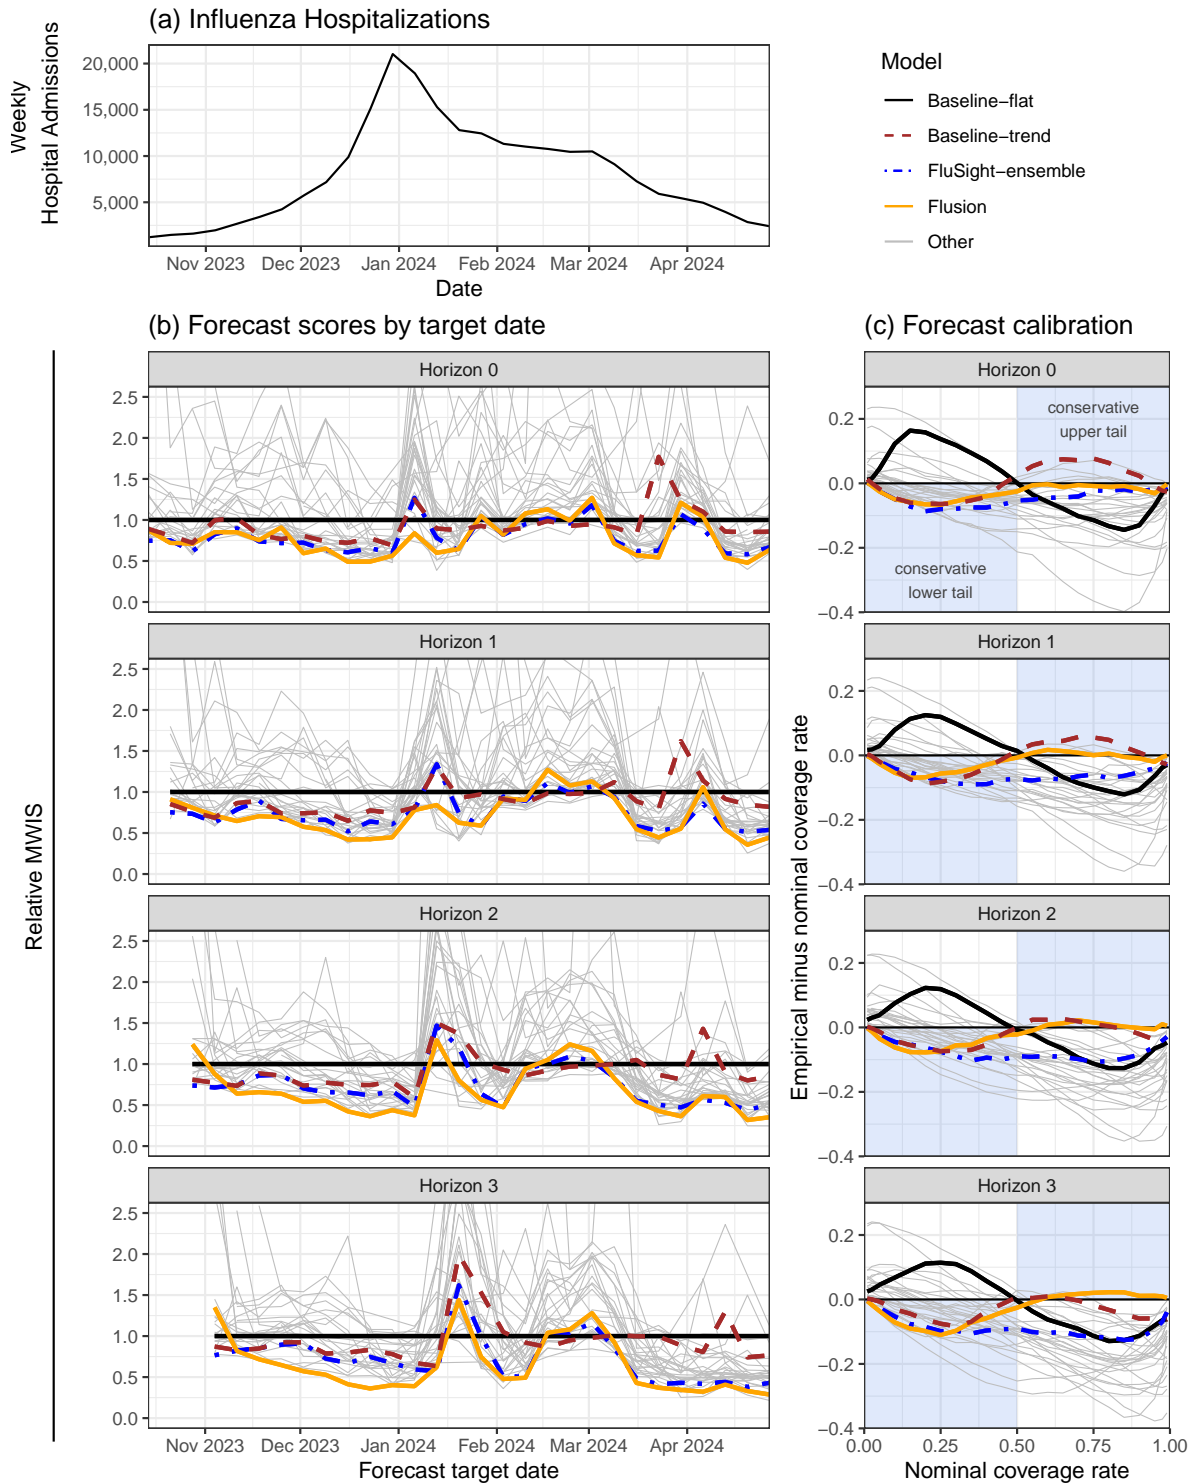 (a) Influenza Hospitalizations
Weekly
Hospital Admissions
20,000
15,000
10,000
5,000
Nov 2023
Dec 2023
Jan 2024
Feb 2024
Mar 2024
Apr 2024
Date
Model
Baseline−flat
Baseline−trend
FluSight−ensemble
Flusion
Other
(b) Forecast scores by target date
Relative MWIS
Horizon 0
2.5
2.0
1.5
1.0
0.5
0.0
Horizon 1
2.5
2.0
1.5
1.0
0.5
0.0
Horizon 2
2.5
2.0
1.5
1.0
0.5
0.0
Horizon 3
2.5
2.0
1.5
1.0
0.5
0.0
Nov 2023
Dec 2023
Jan 2024
Feb 2024
Mar 2024
Apr 2024
Forecast target date
(c) Forecast calibration
Empirical minus nominal coverage rate
Horizon 0
conservative
upper tail
conservative
lower tail
0.2
0.0
−0.2
−0.4
Horizon 1
0.2
0.0
−0.2
−0.4
Horizon 2
0.2
0.0
−0.2
−0.4
Horizon 3
0.2
0.0
−0.2
−0.4
0.00
0.25
0.50
0.75
1.00
Nominal coverage rate